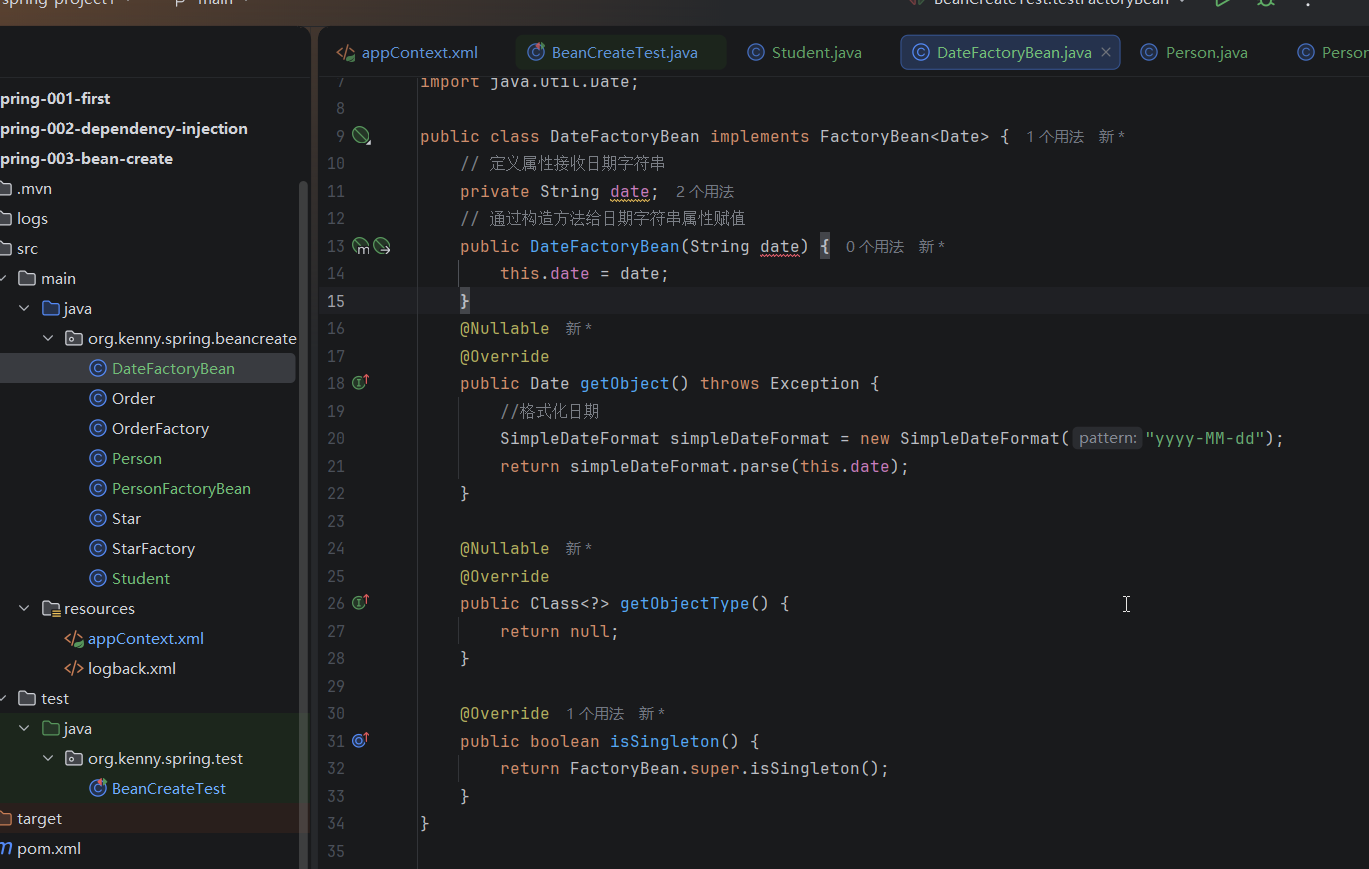 main
BeanCreateTest.testFactoryBean
appContext.xml
BeanCreateTest.java
Student.java
DateFactoryBean.java
Person.java
pring-001-first
pring-002-dependency-injection
pring-003-bean-create
.mvn
logs
src
main
java
org.kenny.spring.beancreate
DateFactoryBean
Order
OrderFactory
Person
PersonFactoryBean
Star
StarFactory
Student
resources
appContext.xml
logback.xml
test
java
org.kenny.spring.test
BeanCreateTest
target
pom.xml
7 import java.util.Date;
8
9 public class DateFactoryBean implements FactoryBean<Date> { 1 个用法 新 *
10 // 定义属性接收日期字符串
11 private String date; 2 个用法
12 // 通过构造方法给日期字符串属性赋值
13 public DateFactoryBean(String date) { 0 个用法 新 *
14 this.date = date;
15 }
16 @Nullable 新 *
17 @Override
18 public Date getObject() throws Exception {
19 //格式化日期
20 SimpleDateFormat simpleDateFormat = new SimpleDateFormat( pattern: "yyyy-MM-dd");
21 return simpleDateFormat.parse(this.date);
22 }
23
24 @Nullable 新 *
25 @Override
26 public Class<?> getObjectType() {
27 return null;
28 }
29
30 @Override 1 个用法 新 *
31 public boolean isSingleton() {
32 return FactoryBean.super.isSingleton();
33 }
34 }
35